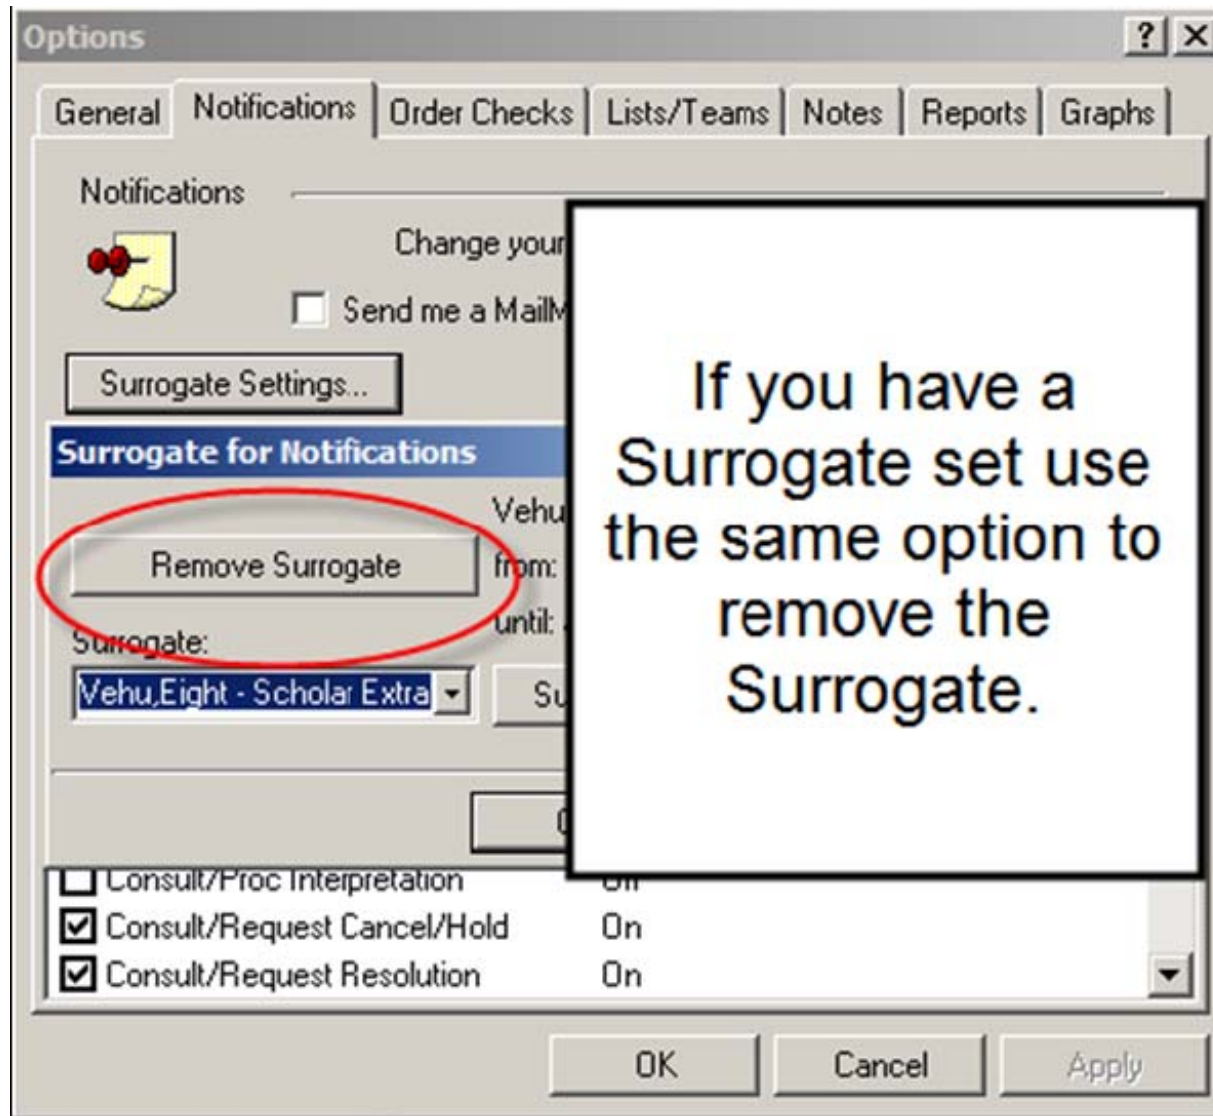 Options
General Notifications Order Checks Lists/Teams Notes Reports Graphs
Notifications
Change your
Send me a
Surrogate Settings...
Surrogate for Notifications
Remove Surrogate
from:
until:
Surrogate:
Vehu,Eight - Scholar Extra
If you have a
Surrogate set use
the same option to
remove the
Surrogate.
Consult/Proc Interpretation
Consult/Request Cancel/Hold On
Consult/Request Resolution On
OK Cancel Apply